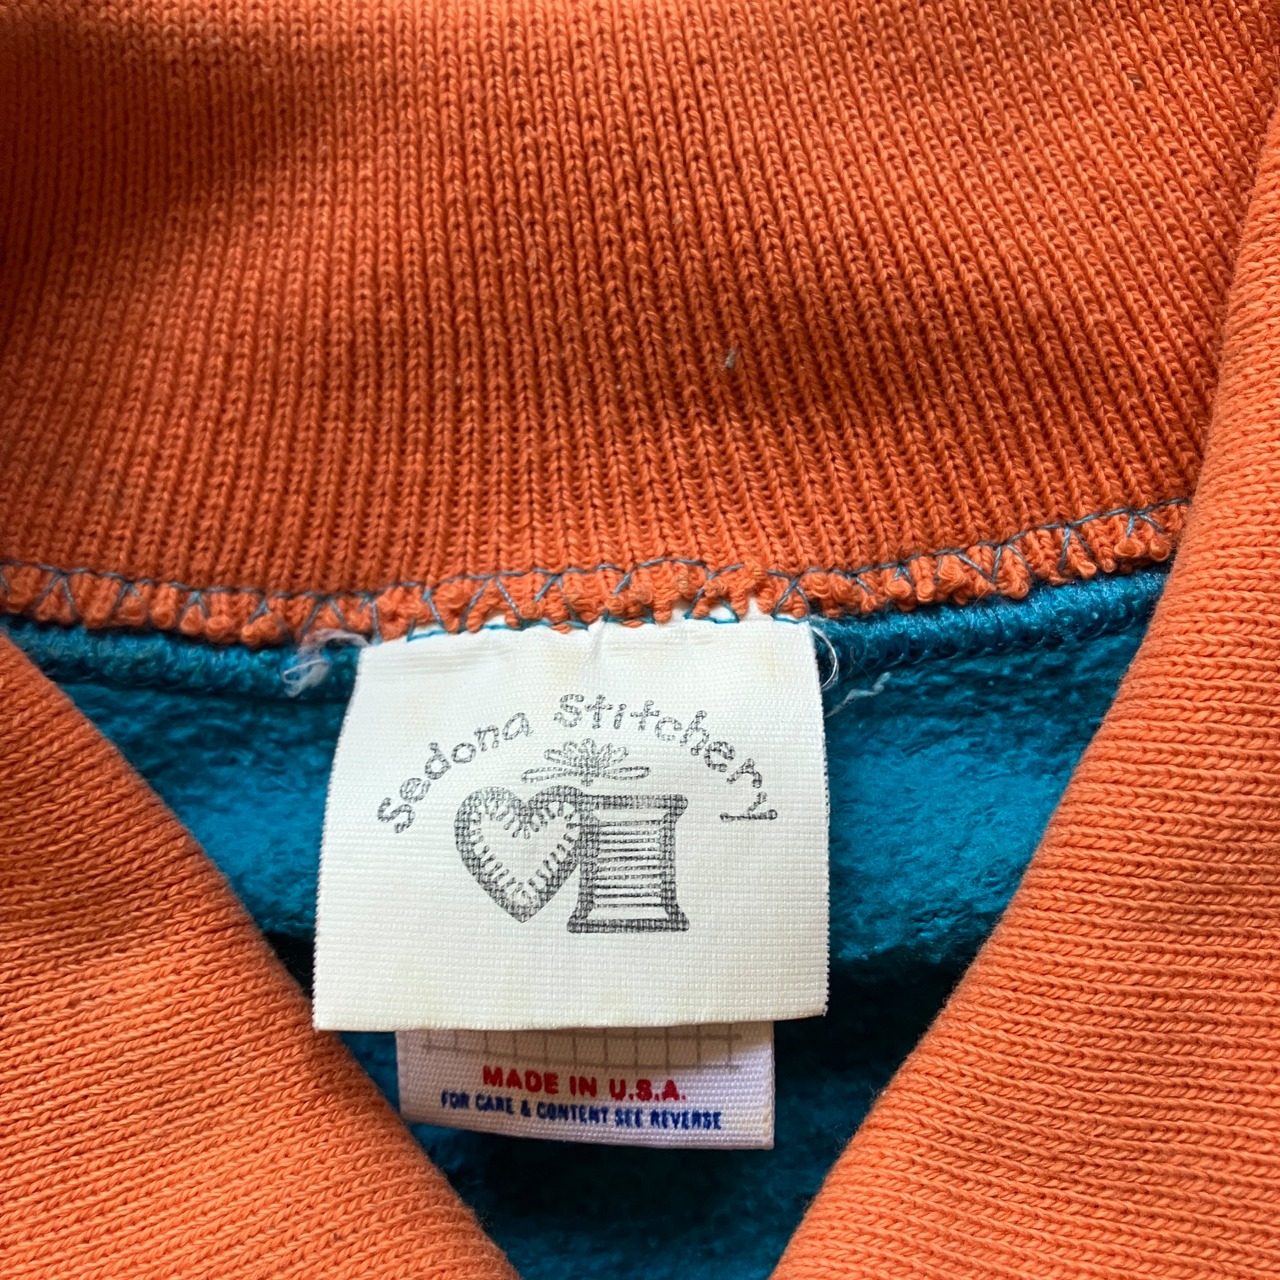 Sedona Stitchery
MADE IN U.S.A.
FOR CARE & CONTENT SEE REVERSE